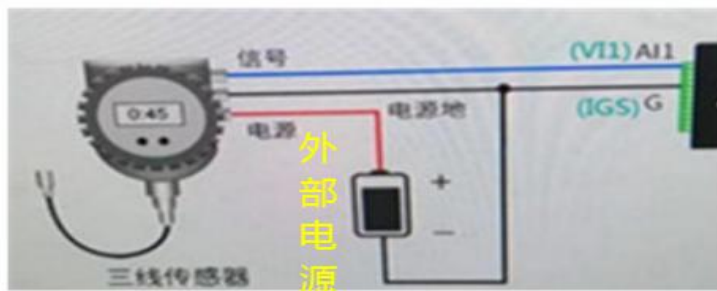 信号
(VI1) AI1
0:45
电源地
(IGS) G
电源
外部电源
+
−
三线传感器